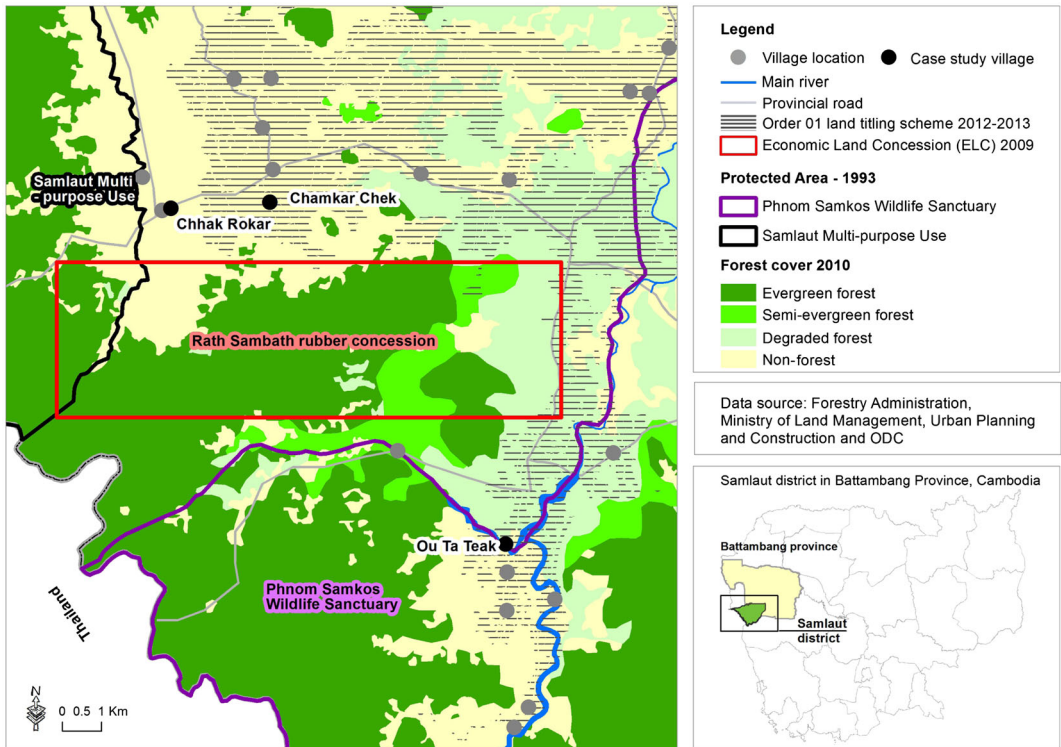 Samlaut Multi
-purpose Use
Chhak Rokar
Chamkar Chek
Rath Sambath rubber concession
Ou Ta Teak
Phnom Samkos
Wildlife Sanctuary
Thailand
N
0 0.5 1 Km
Legend
Village location
Case study village
Main river
Provincial road
Order 01 land titling scheme 2012-2013
Economic Land Concession (ELC) 2009
Protected Area - 1993
Phnom Samkos Wildlife Sanctuary
Samlaut Multi-purpose Use
Forest cover 2010
Evergreen forest
Semi-evergreen forest
Degraded forest
Non-forest
Data source: Forestry Administration,
Ministry of Land Management, Urban Planning
and Construction and ODC
Samlaut district in Battambang Province, Cambodia
Battambang province
Samlaut
district